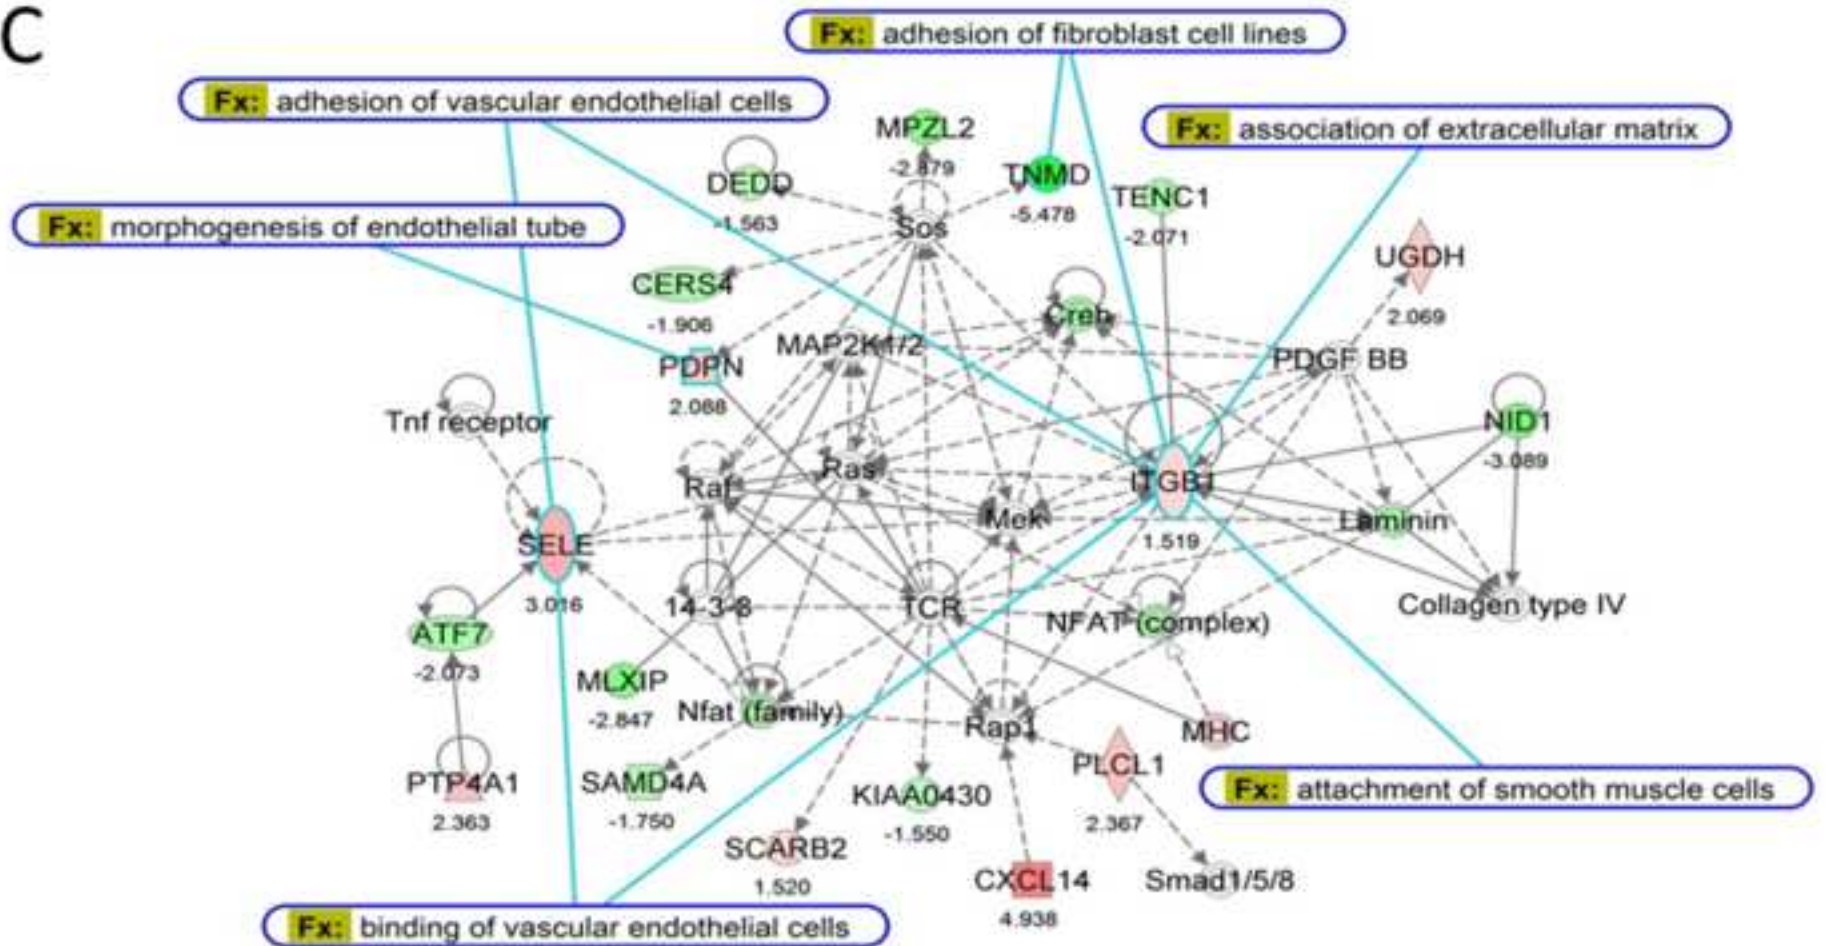 C
Fx: adhesion of fibroblast cell lines
Fx: adhesion of vascular endothelial cells
Fx: association of extracellular matrix
MPZL2
-2.879
DEDD
-1.563
TNMD
-5.478
TENC1
-2.071
Fx: morphogenesis of endothelial tube
Sos
UGDH
2.069
CERS4
-1.906
Creb
MAP2K1/2
PDGF BB
PDPN
2.088
Tnf receptor
NID1
-3.089
Ras
Raf
ITGB1
1.519
Mek
Laminin
SELE
3.016
14-3-3
TCR
NFAT (complex)
Collagen type IV
ATF7
-2.073
MLXIP
-2.847
Nfat (family)
Rap1
MHC
PTP4A1
2.363
SAMD4A
-1.750
KIAA0430
-1.550
PLCL1
2.367
Fx: attachment of smooth muscle cells
SCARB2
1.520
CXCL14
4.938
Smad1/5/8
Fx: binding of vascular endothelial cells